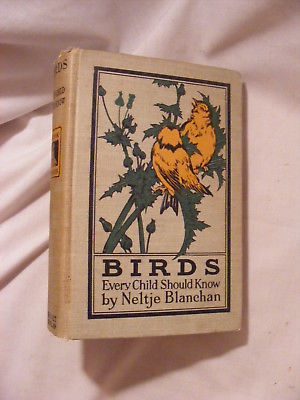 BIRDS
Every Child Should Know
by Neltje Blanchan
BIRDS